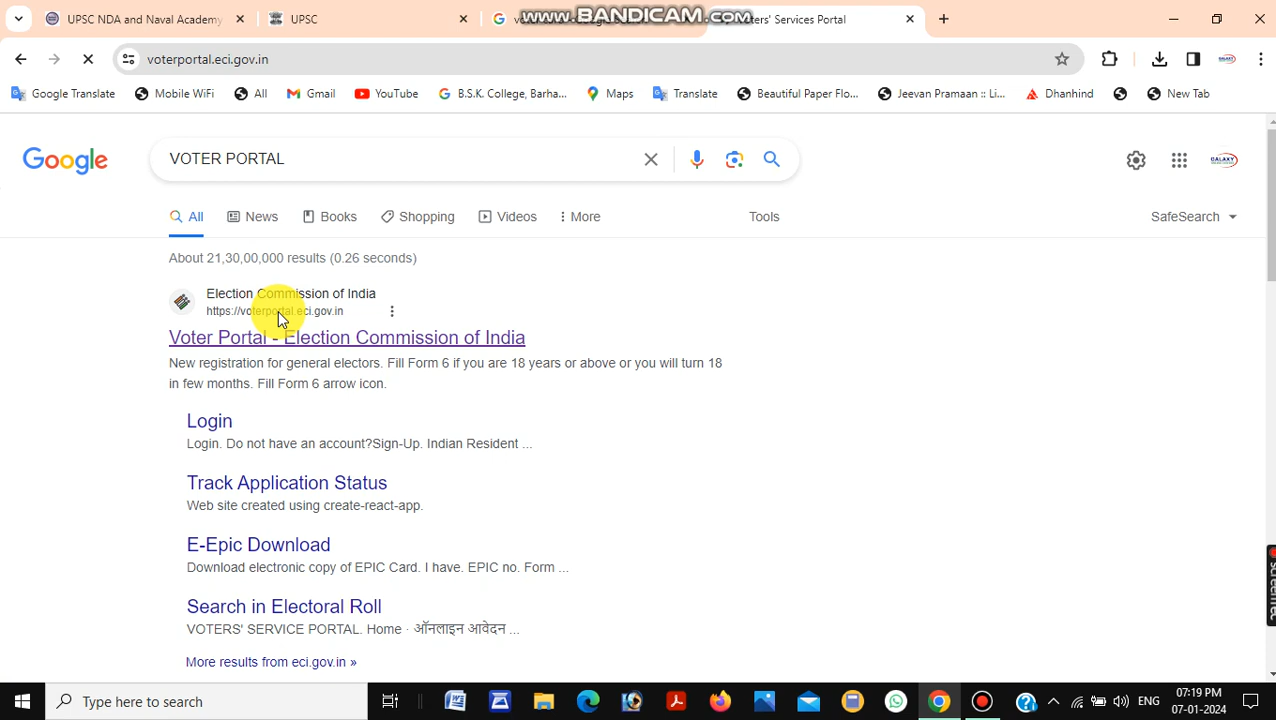 www.BANDICAM.com
UPSC NDA and Naval Academy
UPSC
Voters' Services Portal
voterportal.eci.gov.in
Google Translate
Mobile WiFi
All
Gmail
YouTube
B.S.K. College, Barha...
Maps
Translate
Beautiful Paper Flo...
Jeevan Pramaan :: Li...
Dhanhind
New Tab
Google
VOTER PORTAL
GALAXY
All
News
Books
Shopping
Videos
More
Tools
SafeSearch
About 21,30,00,000 results (0.26 seconds)
Election Commission of India
https://voterportal.eci.gov.in
Voter Portal - Election Commission of India
New registration for general electors. Fill Form 6 if you are 18 years or above or you will turn 18
in few months. Fill Form 6 arrow icon.
Login
Login. Do not have an account?Sign-Up. Indian Resident ...
Track Application Status
Web site created using create-react-app.
E-Epic Download
Download electronic copy of EPIC Card. I have. EPIC no. Form ...
Search in Electoral Roll
VOTERS' SERVICE PORTAL. Home · ऑनलाइन आवेदन ...
More results from eci.gov.in »
Type here to search
ENG
07:19 PM
07-01-2024